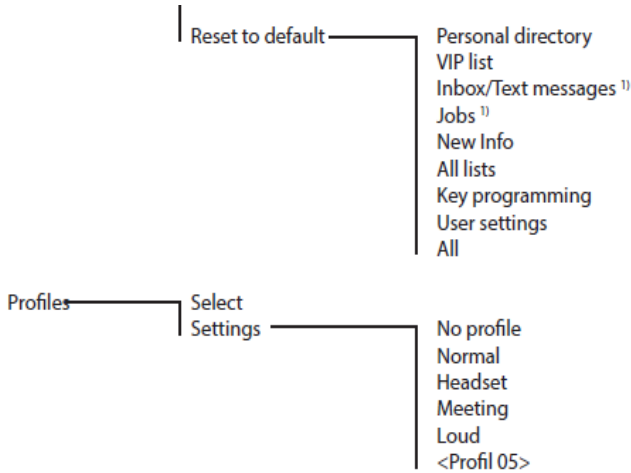 Reset to default Personal directory
VIP list
Inbox/Text messages 1)
Jobs 1)
New Info
All lists
Key programming
User settings
All
Profiles Select
Settings No profile
Normal
Headset
Meeting
Loud
<Profil 05>